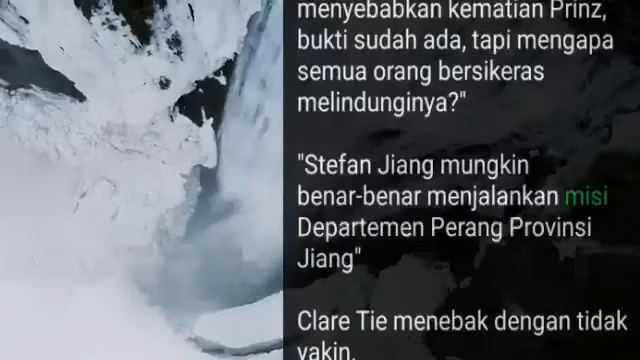 menyebabkan kematian Prinz,
bukti sudah ada, tapi mengapa
semua orang bersikeras
melindunginya?"
"Stefan Jiang mungkin
benar-benar menjalankan misi
Departemen Perang Provinsi
Jiang"
Clare Tie menebak dengan tidak
yakin.